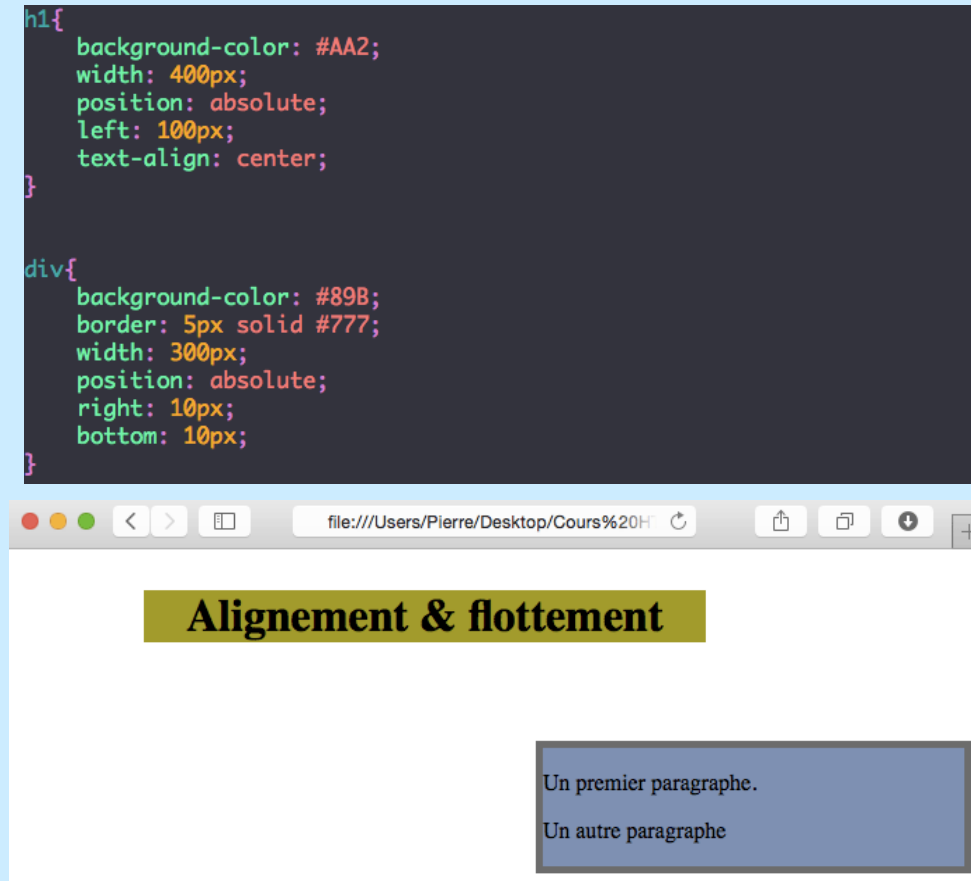 h1{
background-color: #AA2;
width: 400px;
position: absolute;
left: 100px;
text-align: center;
}
div{
background-color: #89B;
border: 5px solid #777;
width: 300px;
position: absolute;
right: 10px;
bottom: 10px;
}
file:///Users/Pierre/Desktop/Cours%20H
Alignement & flottement
Un premier paragraphe.
Un autre paragraphe